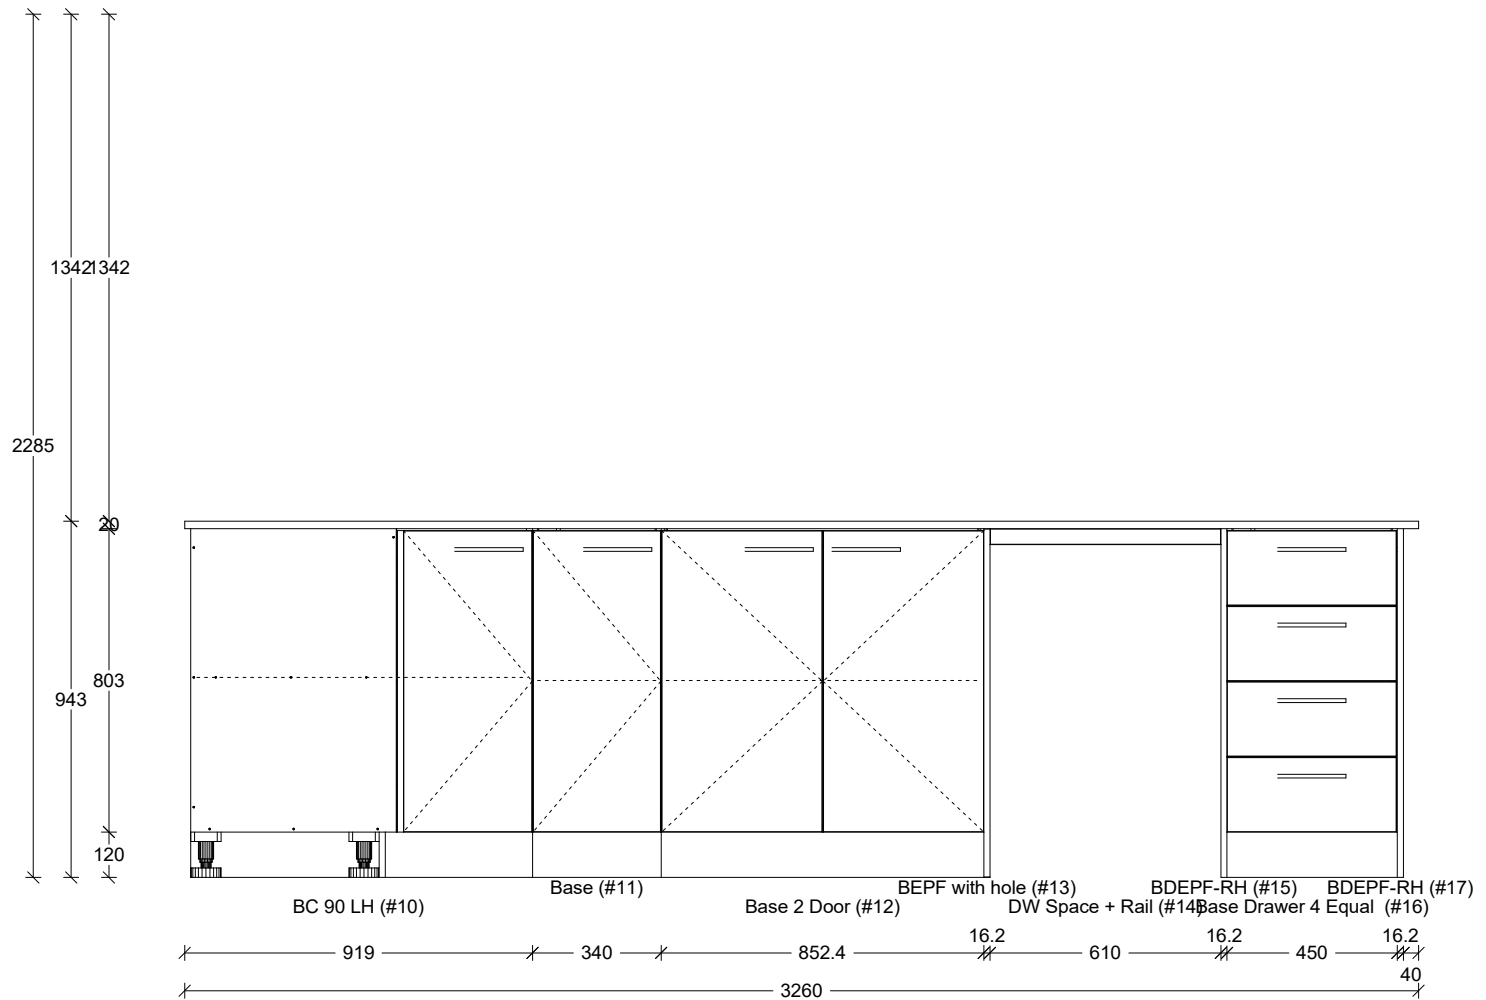 1342 1342
2285
20
803
943
120
Base (#11) BEPF with hole (#13) BDEPF-RH (#15) BDEPF-RH (#17)
BC 90 LH (#10) Base 2 Door (#12) DW Space + Rail (#14) Base Drawer 4 Equal (#16)
16.2 16.2 16.2
919 340 852.4 610 450
40
3260